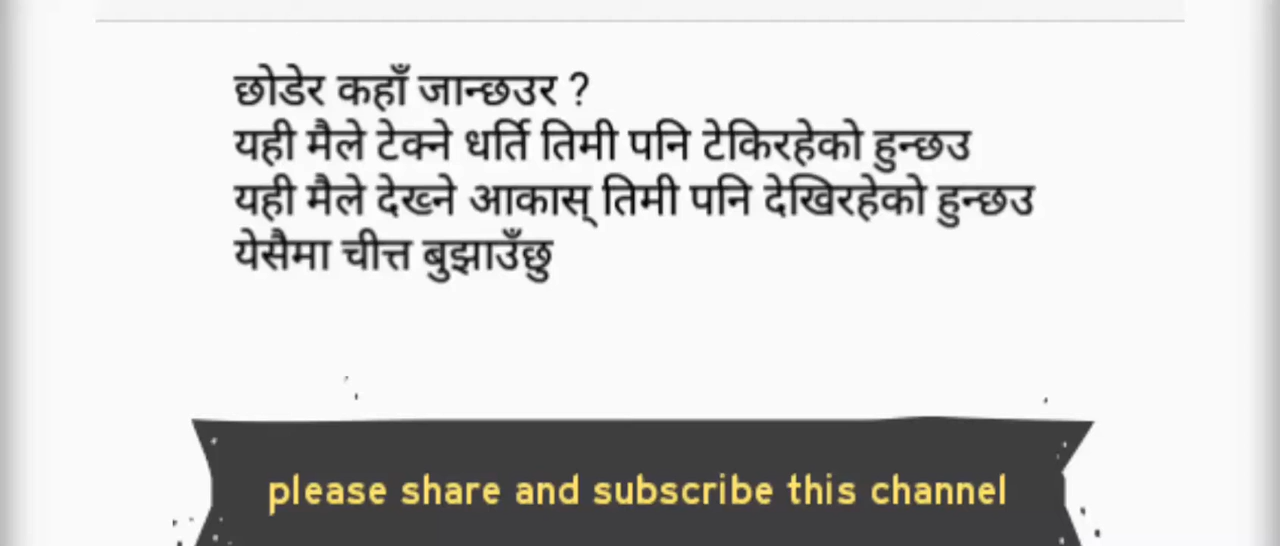 छोडेर कहाँ जान्छउर ?
यही मैले टेक्ने धर्ति तिमी पनि टेकिरहेको हुन्छउ
यही मैले देख्ने आकास् तिमी पनि देखिरहेको हुन्छउ
येसैमा चीत्त बुझाउँछु
please share and subscribe this channel